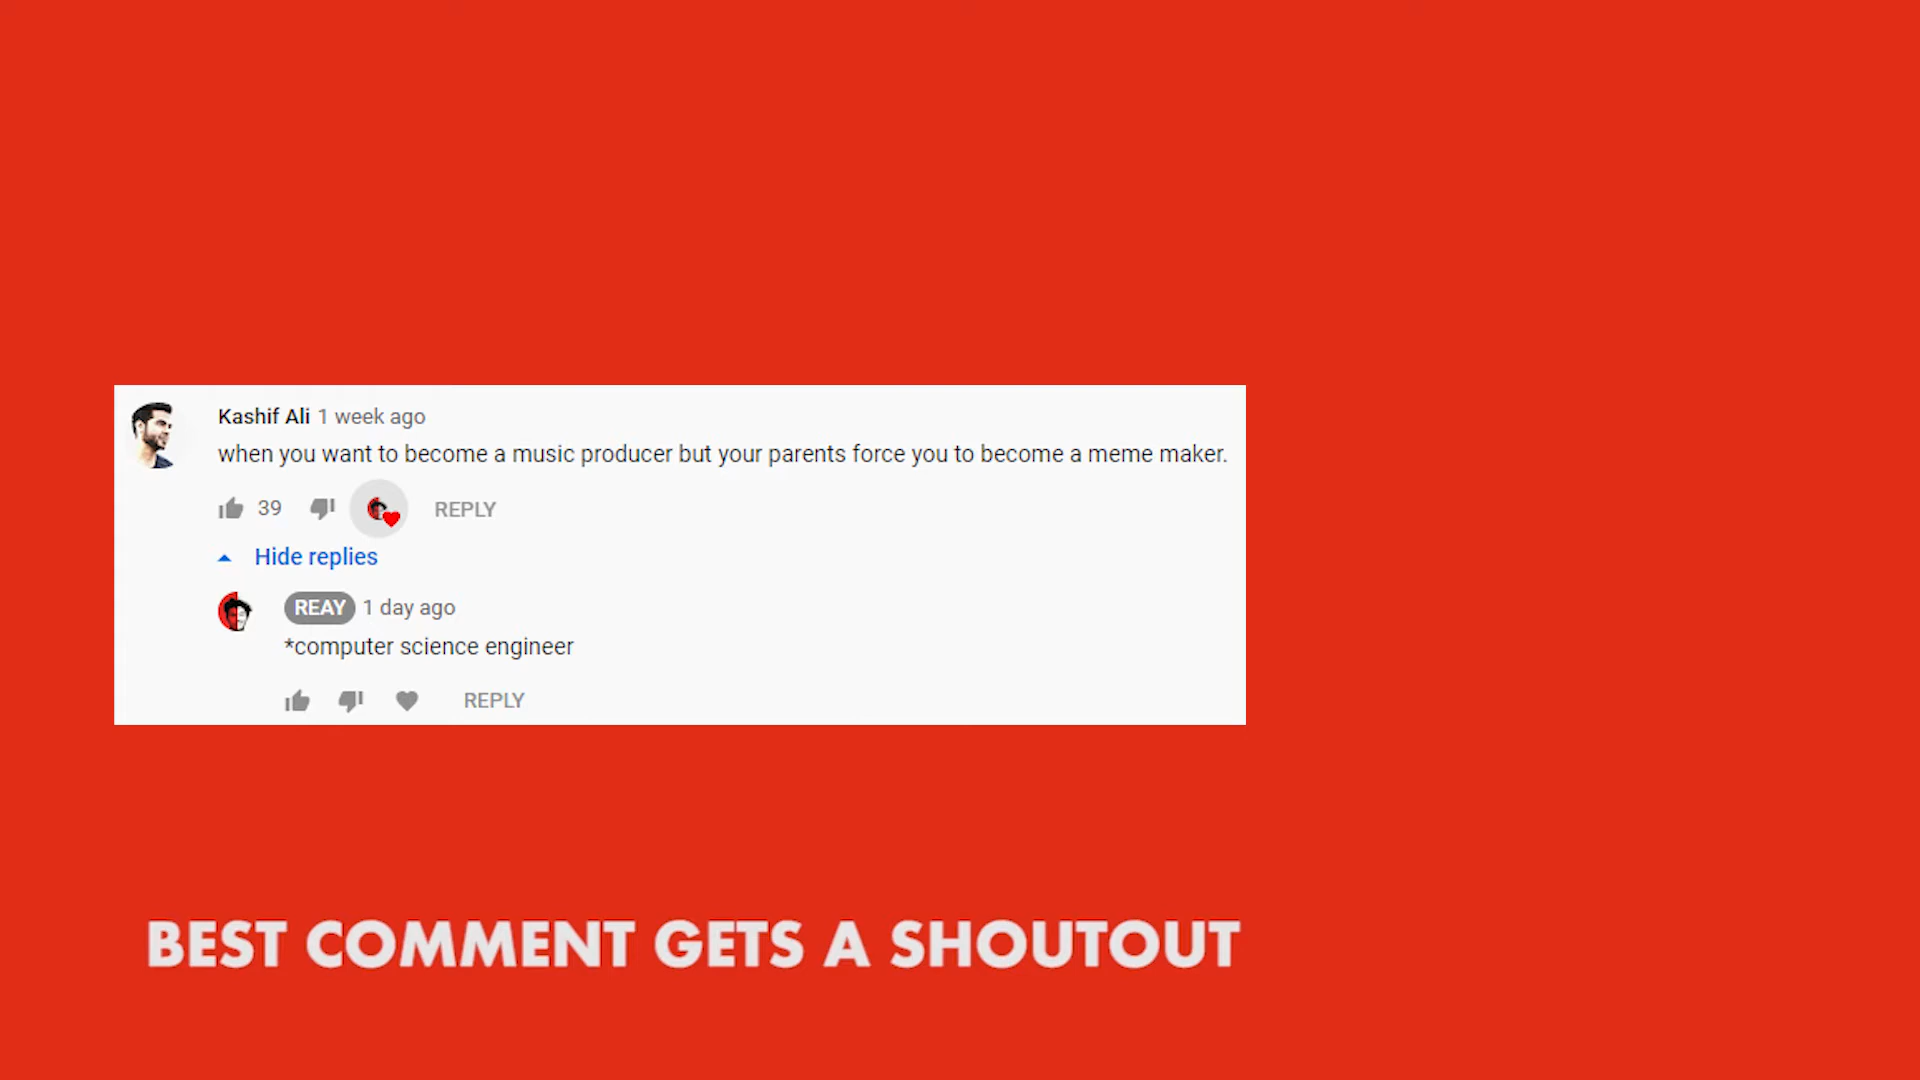 Kashif Ali 1 week ago
when you want to become a music producer but your parents force you to become a meme maker.
39 REPLY
Hide replies
REAY 1 day ago
*computer science engineer
REPLY
BEST COMMENT GETS A SHOUTOUT